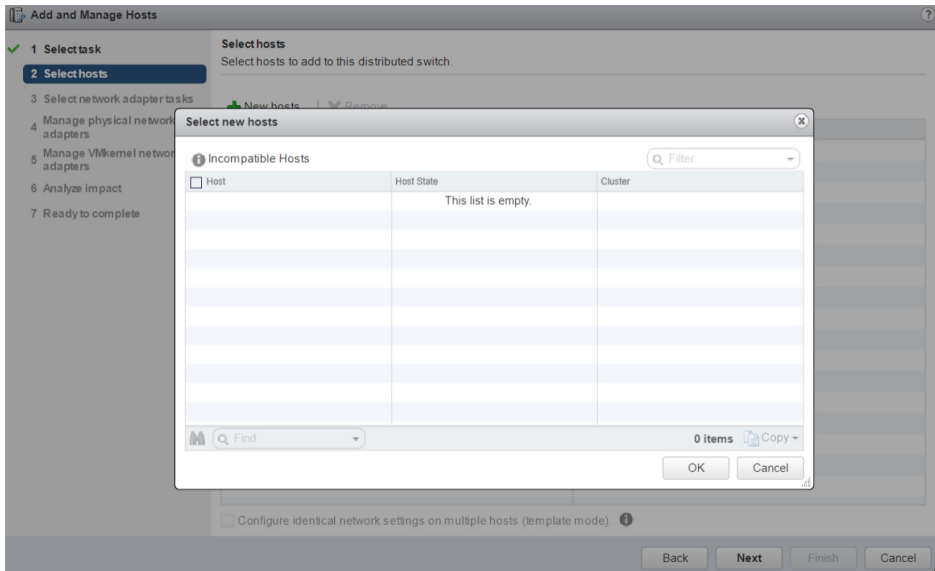 Add and Manage Hosts
?
1 Select task
2 Select hosts
3 Select network adapter tasks
4 Manage physical network
adapters
5 Manage VMkernel networ
adapters
6 Analyze impact
7 Ready to complete
Select hosts
Select hosts to add to this distributed switch.
New hosts Remove
Select new hosts
Incompatible Hosts
Filter
Host Host State Cluster
This list is empty.
Find
0 items Copy
OK Cancel
Configure identical network settings on multiple hosts (template mode).
Back Next Finish Cancel